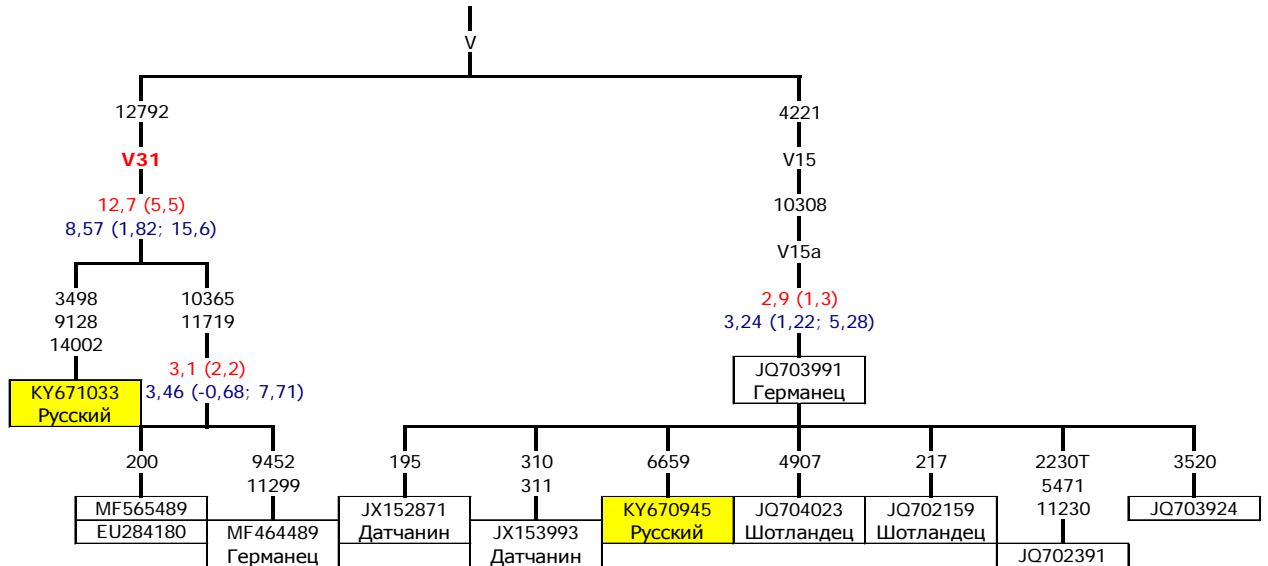 V
12792
V31
12,7 (5,5)
8,57 (1,82; 15,6)
3498
9128
14002
KY671033
Русский
10365
11719
3,1 (2,2)
3,46 (-0,68; 7,71)
200
MF565489
EU284180
9452
11299
MF464489
Германец
4221
V15
10308
V15a
2,9 (1,3)
3,24 (1,22; 5,28)
JQ703991
Германец
195
JX152871
Датчанин
310
311
JX153993
Датчанин
6659
KY670945
Русский
4907
JQ704023
Шотландец
217
JQ702159
Шотландец
2230T
5471
11230
JQ702391
3520
JQ703924